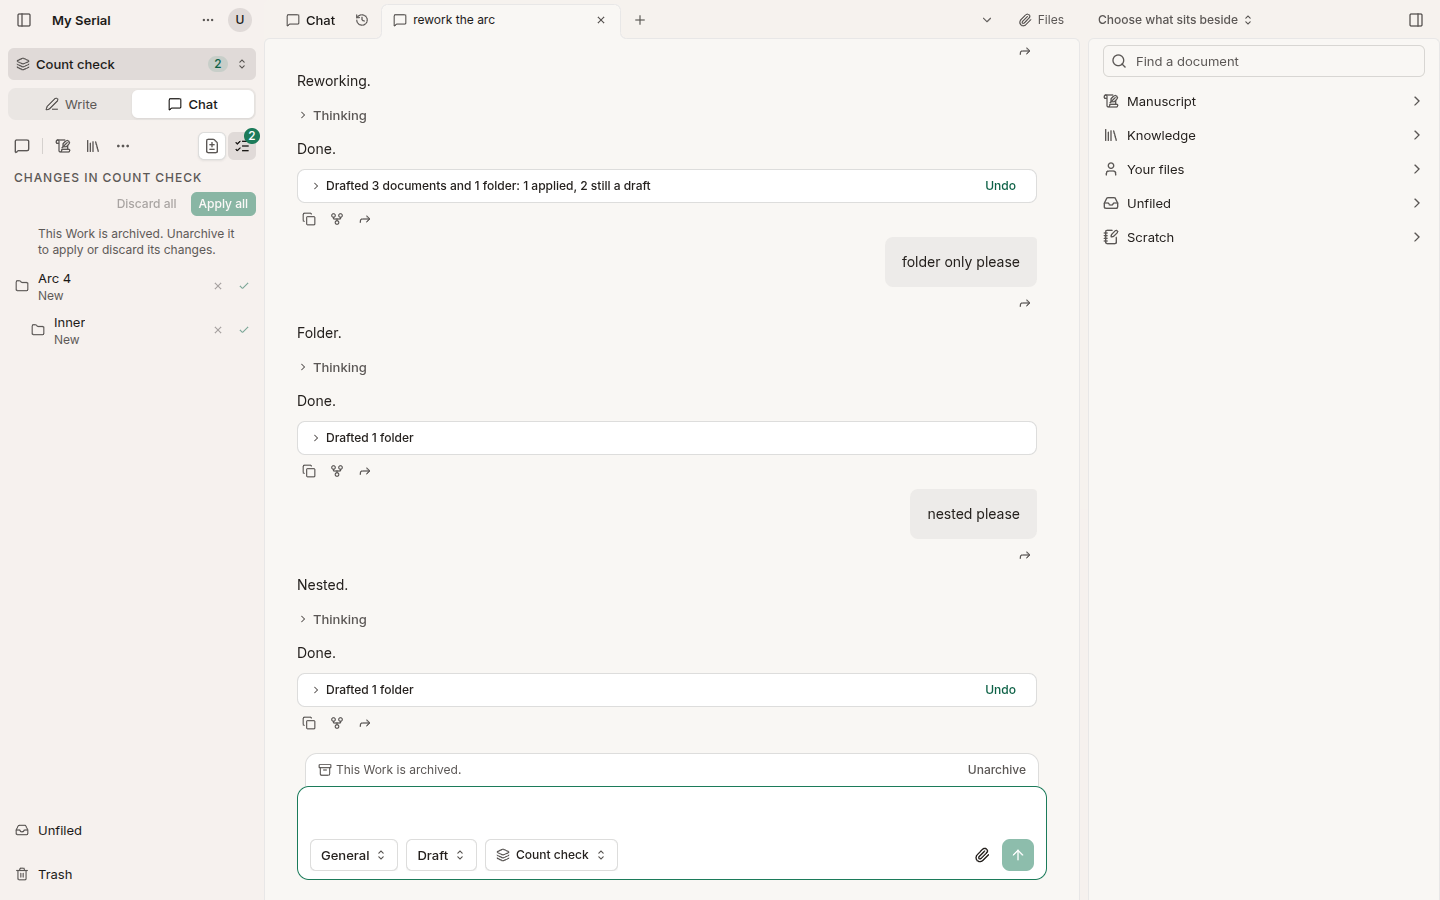 My Serial
U
Count check
2
Write
Chat
2
CHANGES IN COUNT CHECK
Discard all
Apply all
This Work is archived. Unarchive it
to apply or discard its changes.
Arc 4
New
Inner
New
Unfiled
Trash
Chat
rework the arc
Files
Reworking.
Thinking
Done.
Drafted 3 documents and 1 folder: 1 applied, 2 still a draft
Undo
folder only please
Folder.
Thinking
Done.
Drafted 1 folder
nested please
Nested.
Thinking
Done.
Drafted 1 folder
Undo
This Work is archived.
Unarchive
General
Draft
Count check
Choose what sits beside
Find a document
Manuscript
Knowledge
Your files
Unfiled
Scratch